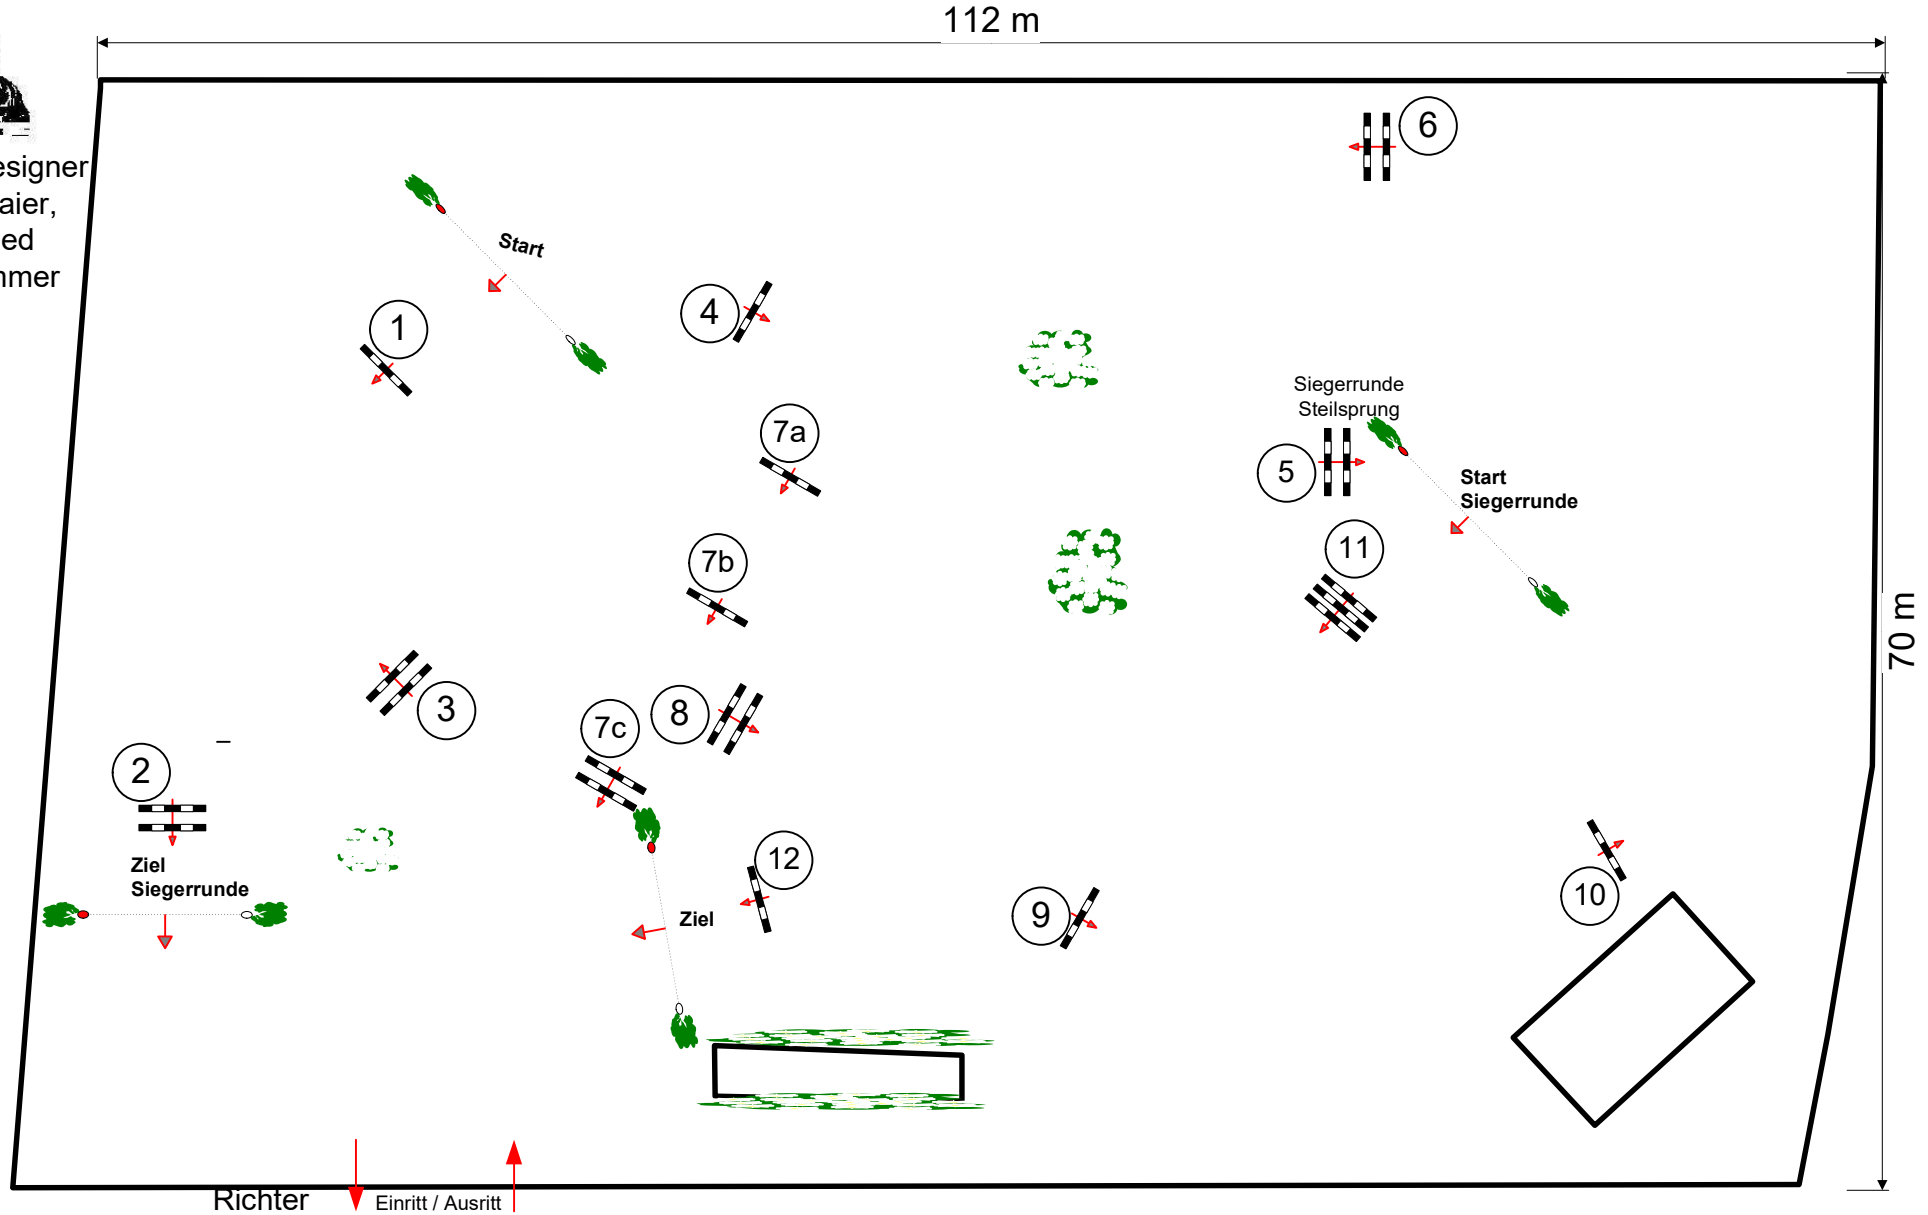 112 m
6
esigner
aier,
ed
nmer
Start
1
4
Siegerrunde
Steilsprung
7a
5
Start
Siegerrunde
11
7b
70 m
3
7c
8
2
Ziel
Siegerrunde
12
10
9
Ziel
Richter
Einritt / Ausritt